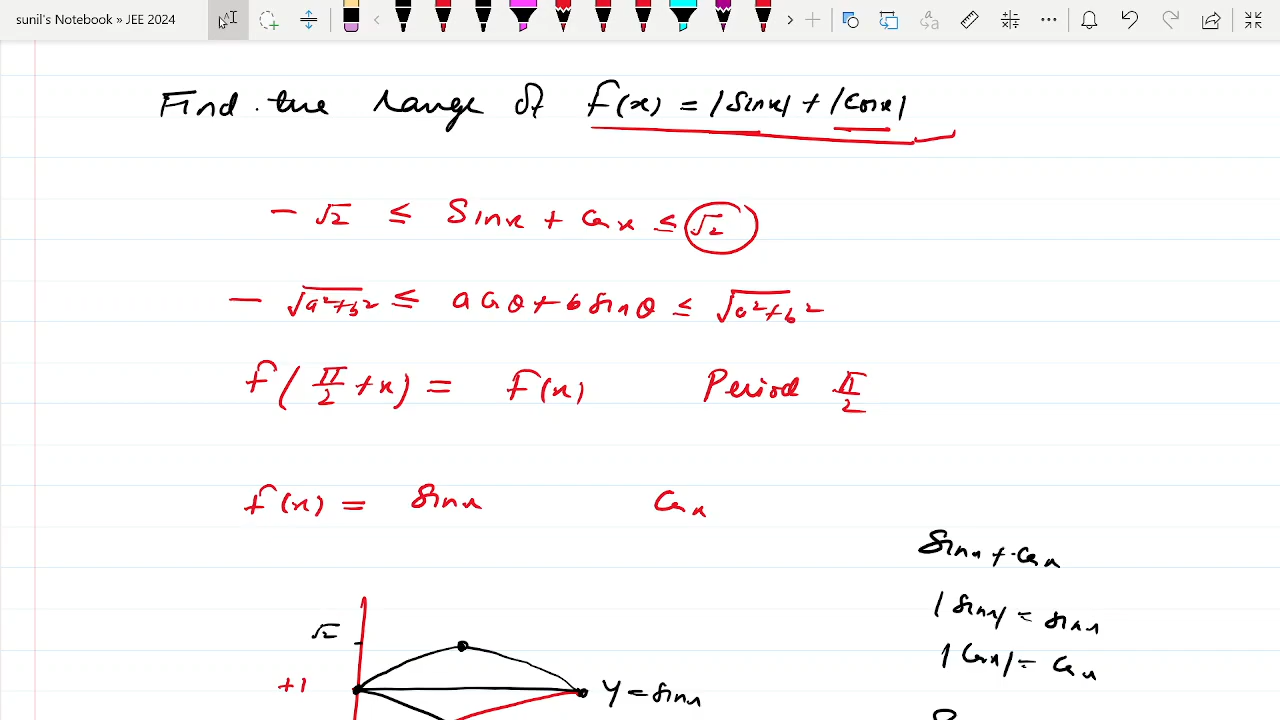 sunil's Notebook » JEE 2024
Find the range of f(x) = |sinx| + |cosx|
- √2 ≤ sinx + cosx ≤ √2
- √a²+b² ≤ a cosθ + b sinθ ≤ √a²+b²
f(π/2 + x) = f(x) Period π/2
f(x) = sinx cosx
sinx + cosx
|sinx| = sinx
|cosx| = cosx
√2
+1
y = sinx